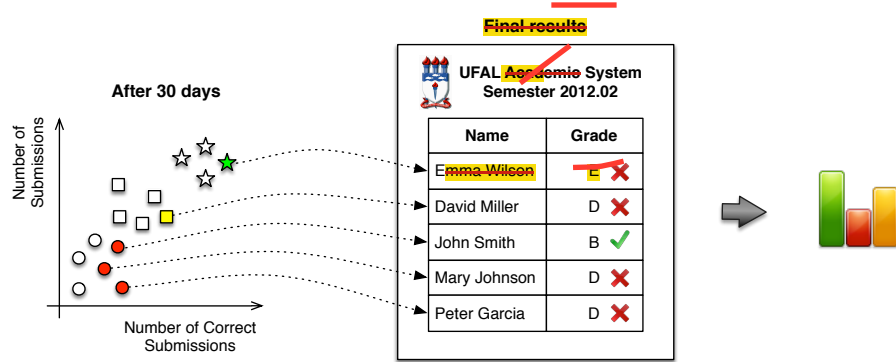 Final results
After 30 days
UFAL Academic System
Semester 2012.02
Number of
Submissions
Name Grade
Emma Wilson E
David Miller D
John Smith B
Mary Johnson D
Peter Garcia D
Number of Correct
Submissions